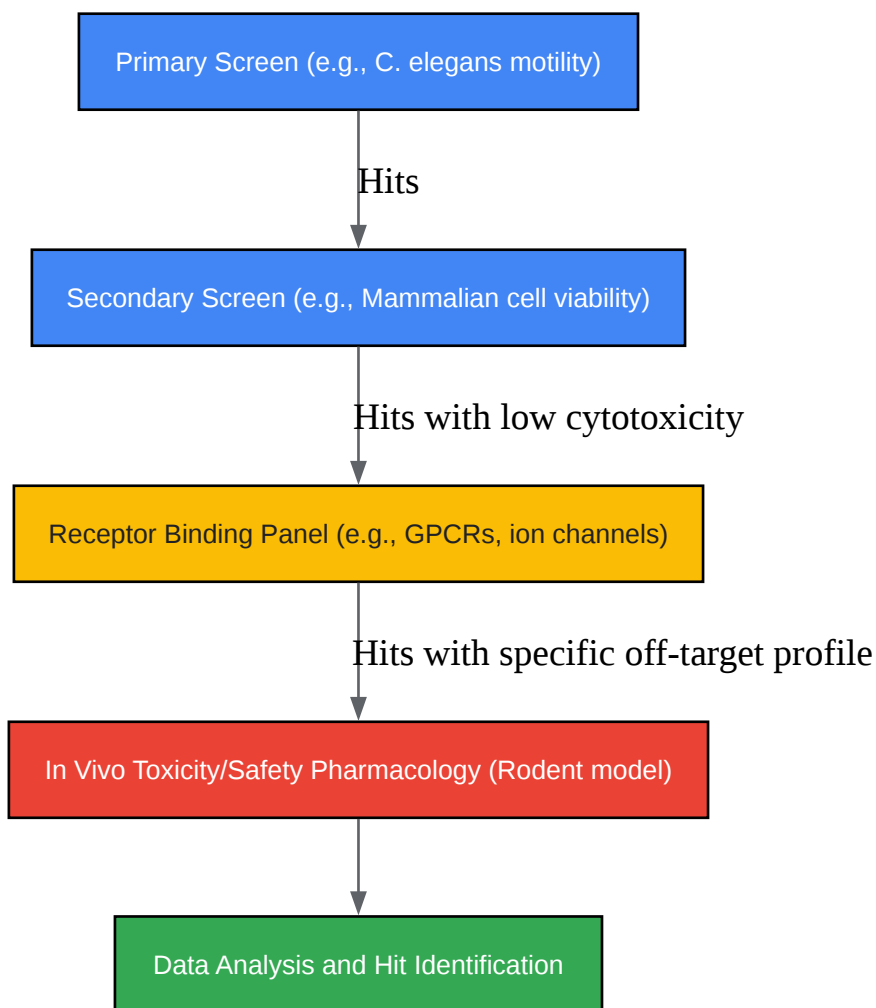 Primary Screen (e.g., C. elegans motility)
Hits
Secondary Screen (e.g., Mammalian cell viability)
Hits with low cytotoxicity
Receptor Binding Panel (e.g., GPCRs, ion channels)
Hits with specific off-target profile
In Vivo Toxicity/Safety Pharmacology (Rodent model)
Data Analysis and Hit Identification